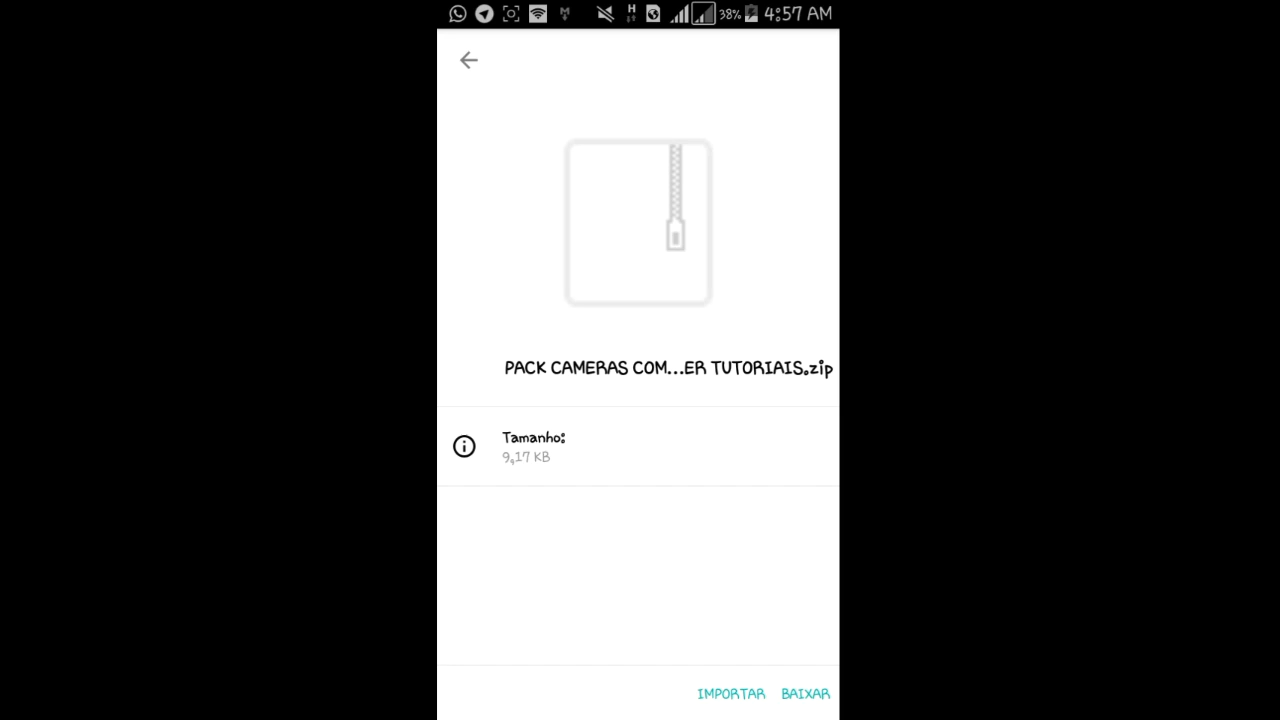 H
38% 4:57 AM
PACK CAMERAS COM...ER TUTORIAIS.zip
Tamanho:
9,17 KB
IMPORTAR BAIXAR